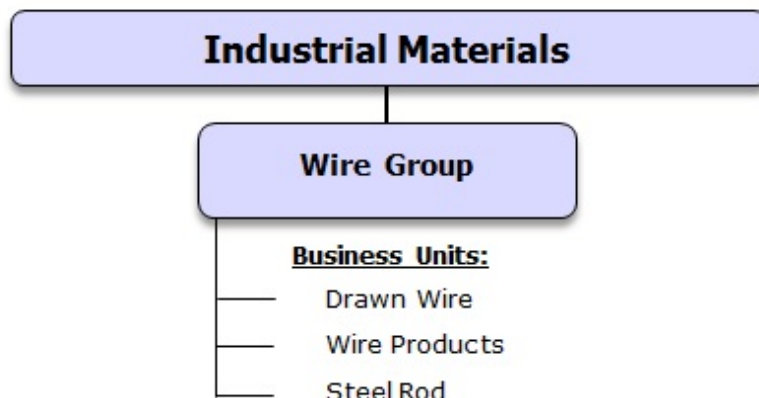 Industrial Materials
Wire Group
Business Units:
Drawn Wire
Wire Products
Steel Rod